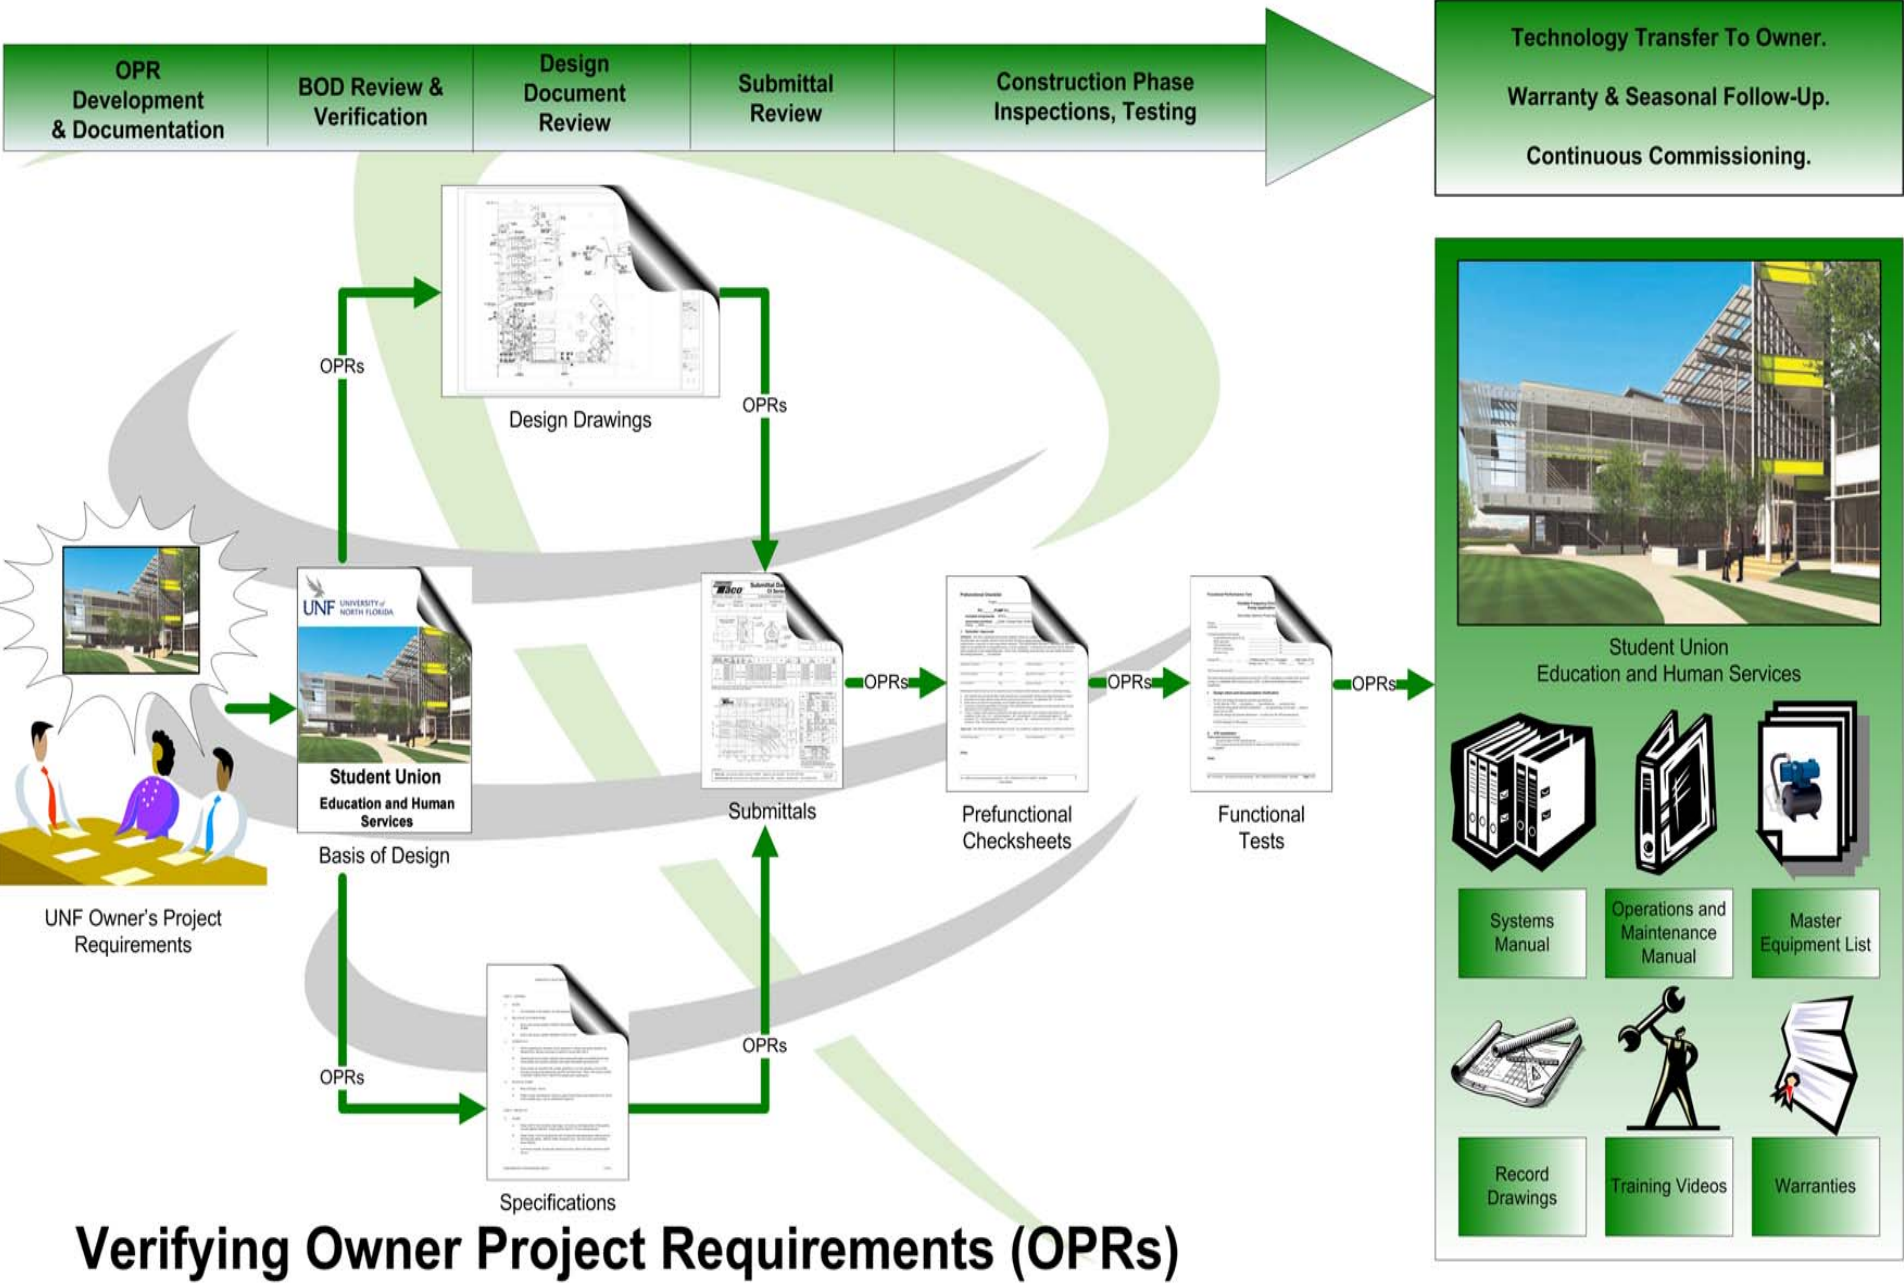 OPR
Development
& Documentation
BOD Review &
Verification
Design
Document
Review
Submittal
Review
Construction Phase
Inspections, Testing
Technology Transfer To Owner.
Warranty & Seasonal Follow-Up.
Continuous Commissioning.
OPRs
Design Drawings
OPRs
UNF UNIVERSITY of
NORTH FLORIDA
Student Union
Education and Human
Services
Basis of Design
UNF Owner's Project
Requirements
Taco
Submittals
OPRs
Prefunctional
Checksheets
OPRs
Functional
Tests
OPRs
OPRs
OPRs
Specifications
Student Union
Education and Human Services
Systems
Manual
Operations and
Maintenance
Manual
Master
Equipment List
Record
Drawings
Training Videos
Warranties
Verifying Owner Project Requirements (OPRs)